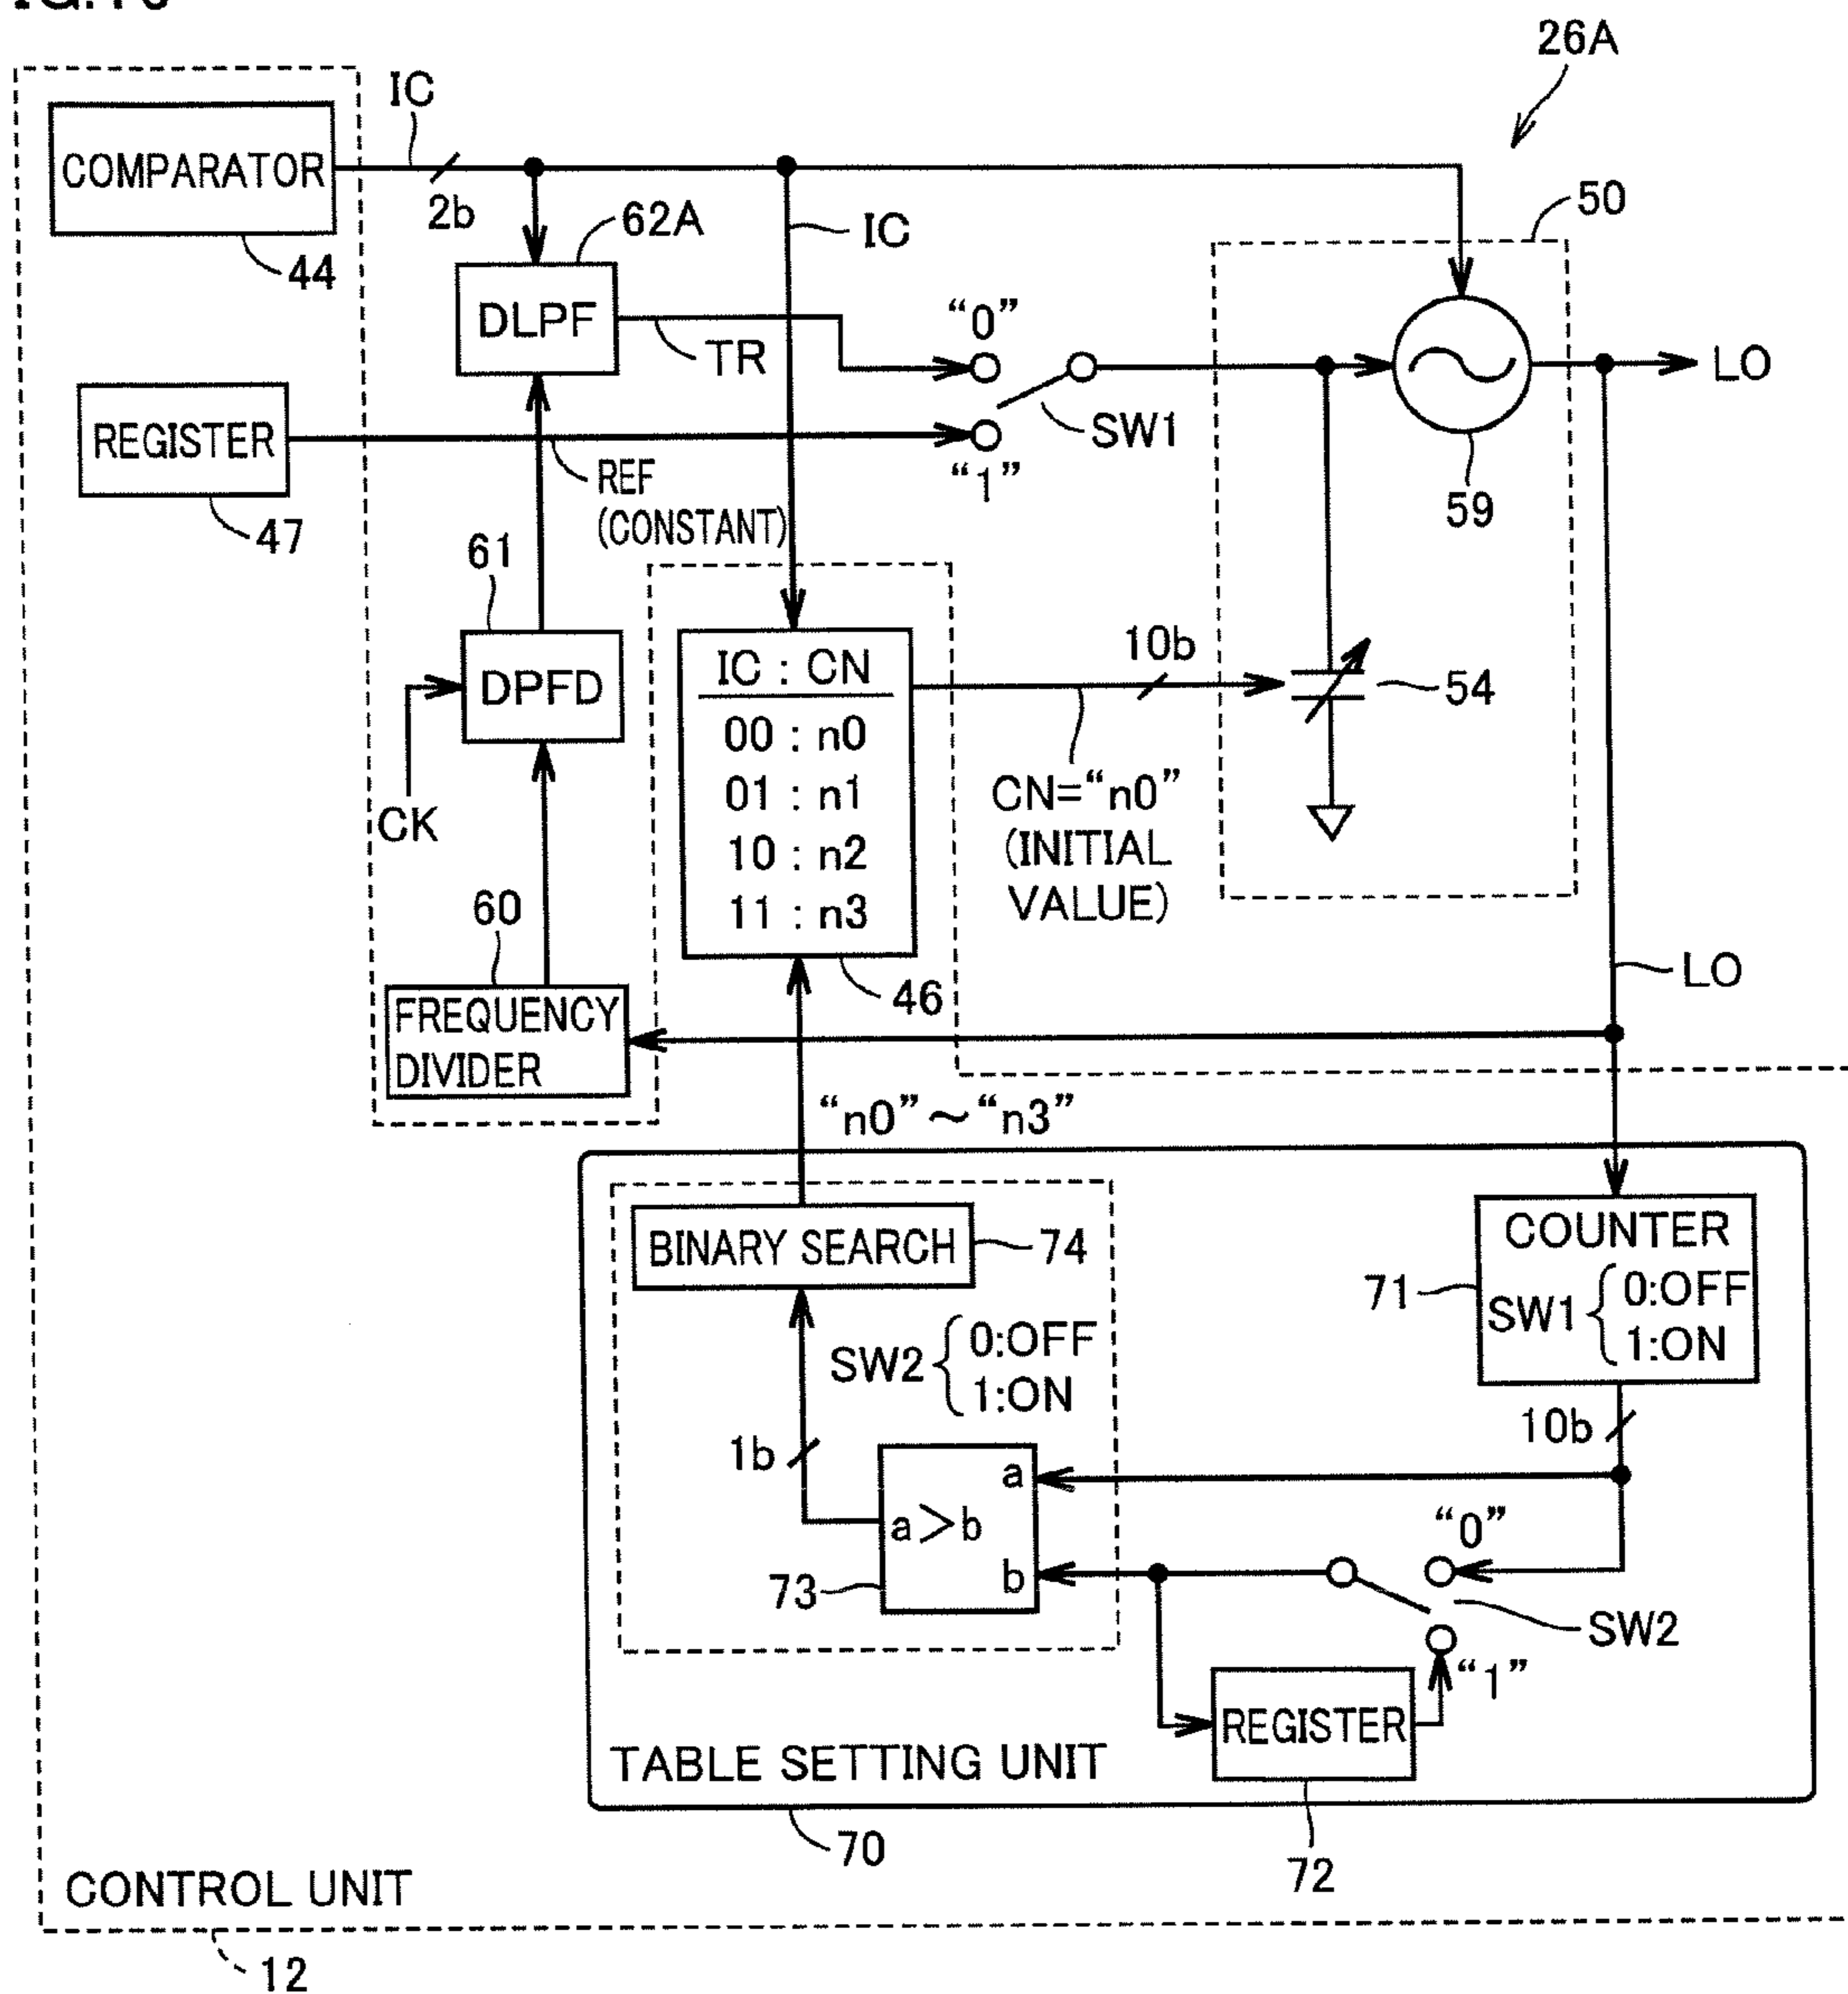 26A
IC
COMPARATOR
2b
44
62A
IC
50
DLPF
TR
"0"
LO
REGISTER
SW1
"1"
REF
(CONSTANT)
59
47
61
DPFD
IC : CN
00 : n0
01 : n1
10 : n2
11 : n3
10b
54
CK
CN="n0"
(INITIAL
VALUE)
60
46
LO
FREQUENCY
DIVIDER
"n0"～"n3"
BINARY SEARCH
74
COUNTER
SW1 { 0:OFF
1:ON
71
SW2 { 0:OFF
1:ON
1b
10b
a
a>b
b
73
"0"
SW2
"1"
REGISTER
TABLE SETTING UNIT
70
72
CONTROL UNIT
12